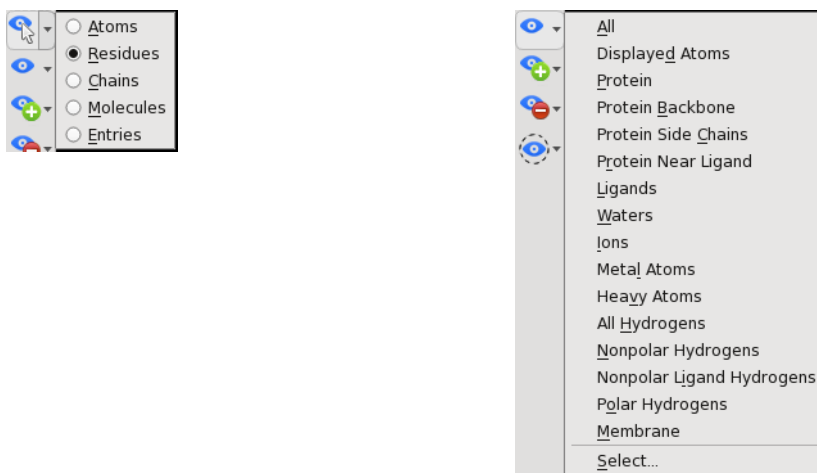 Atoms
Residues
Chains
Molecules
Entries
All
Displayed Atoms
Protein
Protein Backbone
Protein Side Chains
Protein Near Ligand
Ligands
Waters
Ions
Metal Atoms
Heavy Atoms
All Hydrogens
Nonpolar Hydrogens
Nonpolar Ligand Hydrogens
Polar Hydrogens
Membrane
Select...